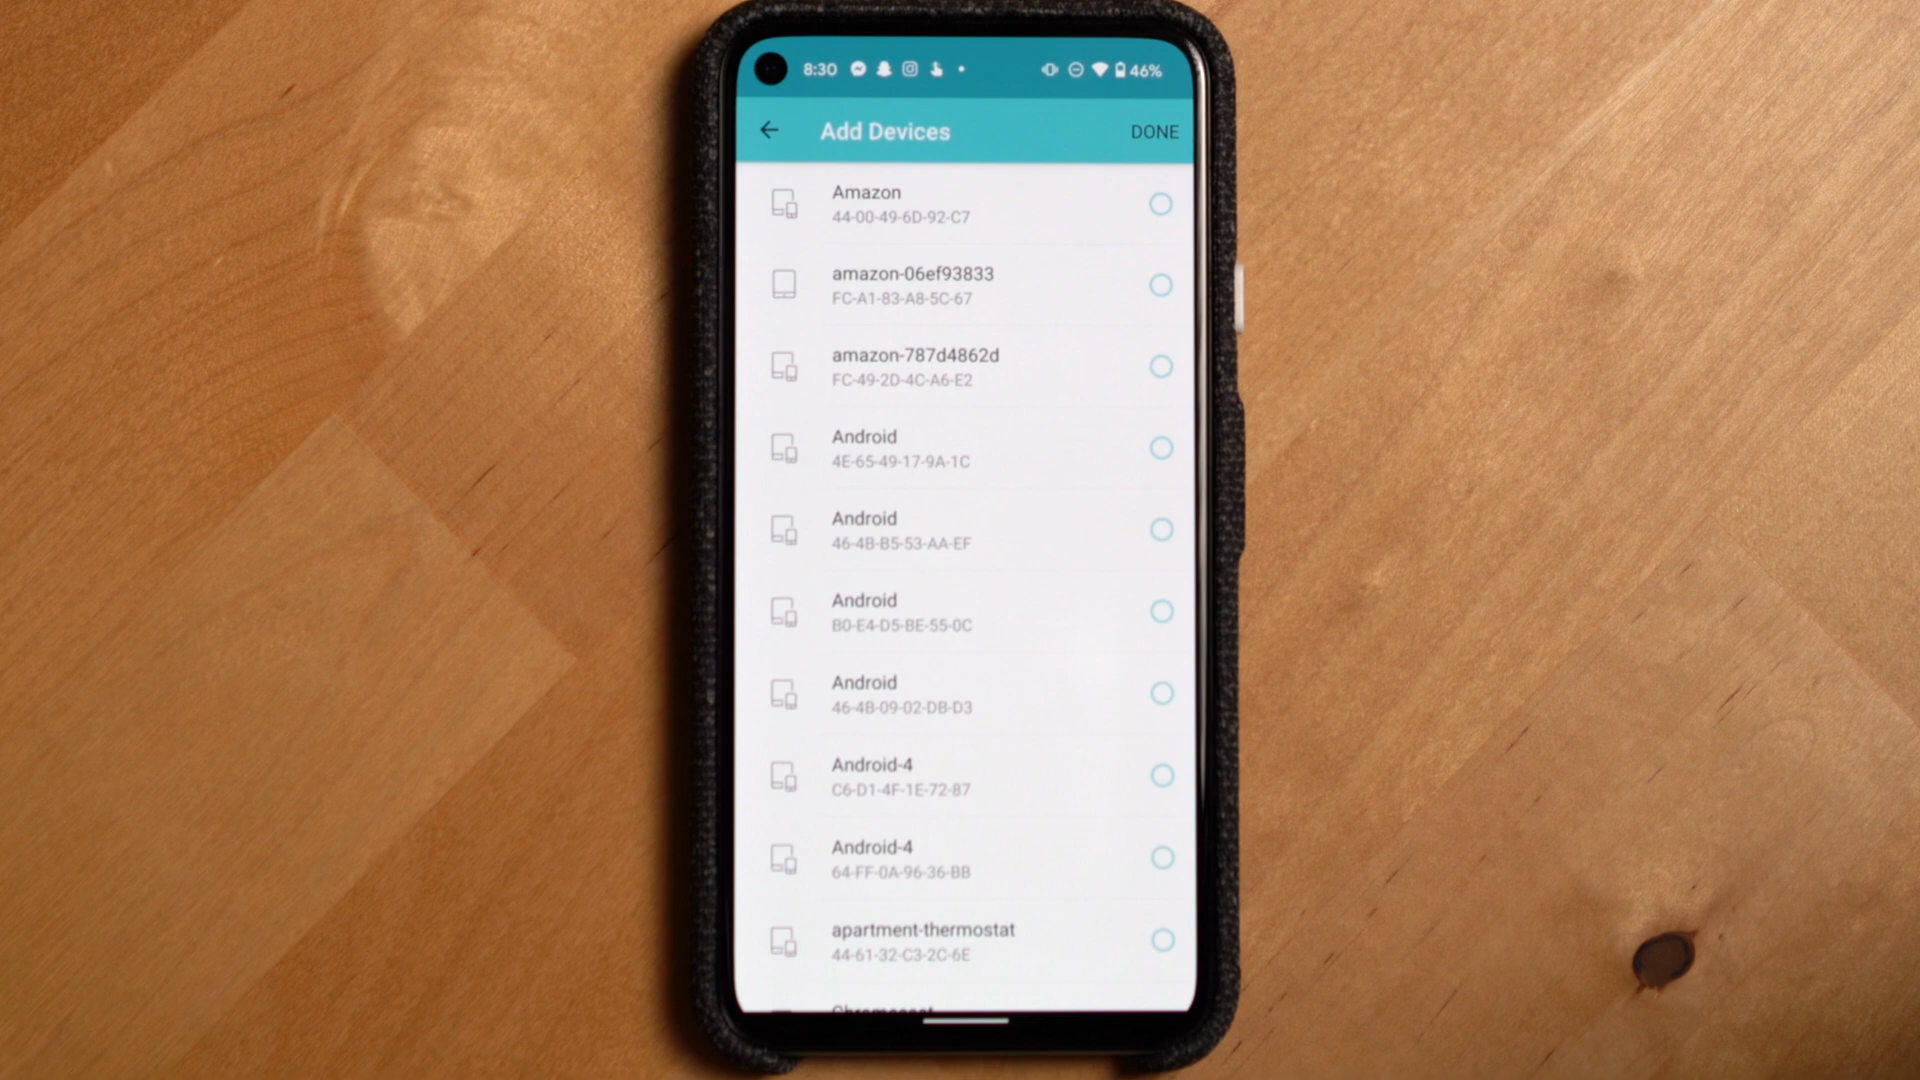 8:30
46%
Add Devices
DONE
Amazon
44-00-49-6D-92-C7
amazon-06ef93833
FC-A1-83-A8-5C-67
amazon-787d4862d
FC-49-2D-4C-A6-E2
Android
4E-65-49-17-9A-1C
Android
46-4B-B5-53-AA-EF
Android
B0-E4-D5-BE-55-0C
Android
46-4B-09-02-DB-D3
Android-4
C6-D1-4F-1E-72-87
Android-4
64-FF-0A-96-36-BB
apartment-thermostat
44-61-32-C3-2C-6E
Chromecast